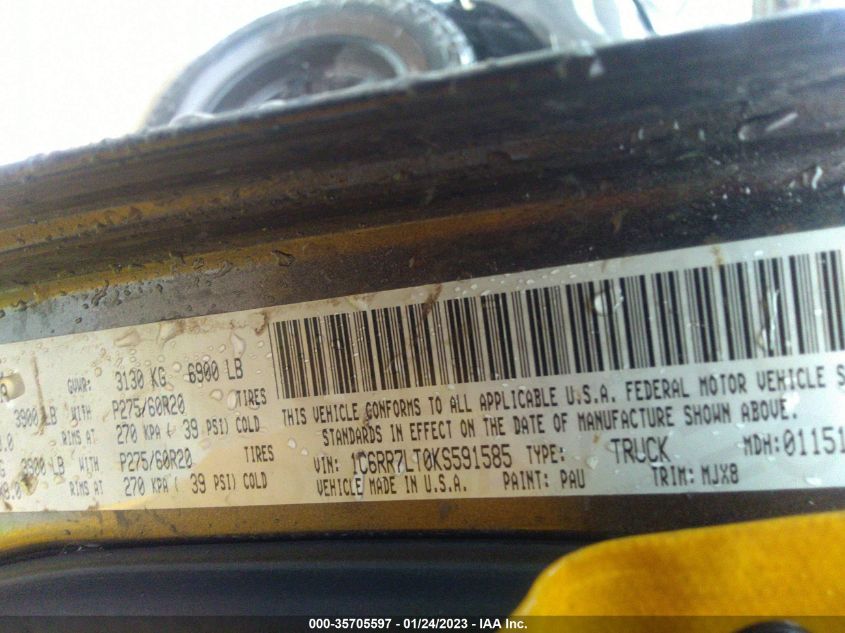 GVWR: 3130 KG 6900 LB
3900 LB WITH P275/60R20 TIRES
RIMS AT 270 KPA ( 39 PSI) COLD
3900 LB WITH P275/60R20 TIRES
RIMS AT 270 KPA ( 39 PSI) COLD
THIS VEHICLE CONFORMS TO ALL APPLICABLE U.S.A. FEDERAL MOTOR VEHICLE S
STANDARDS IN EFFECT ON THE DATE OF MANUFACTURE SHOWN ABOVE.
VIN: 1C6RR7LT0KS591585 TYPE: TRUCK MDH: 01151
VEHICLE MADE IN U.S.A. PAINT: PAU TRIM: MJX8
000-35705597 - 01/24/2023 - IAA Inc.